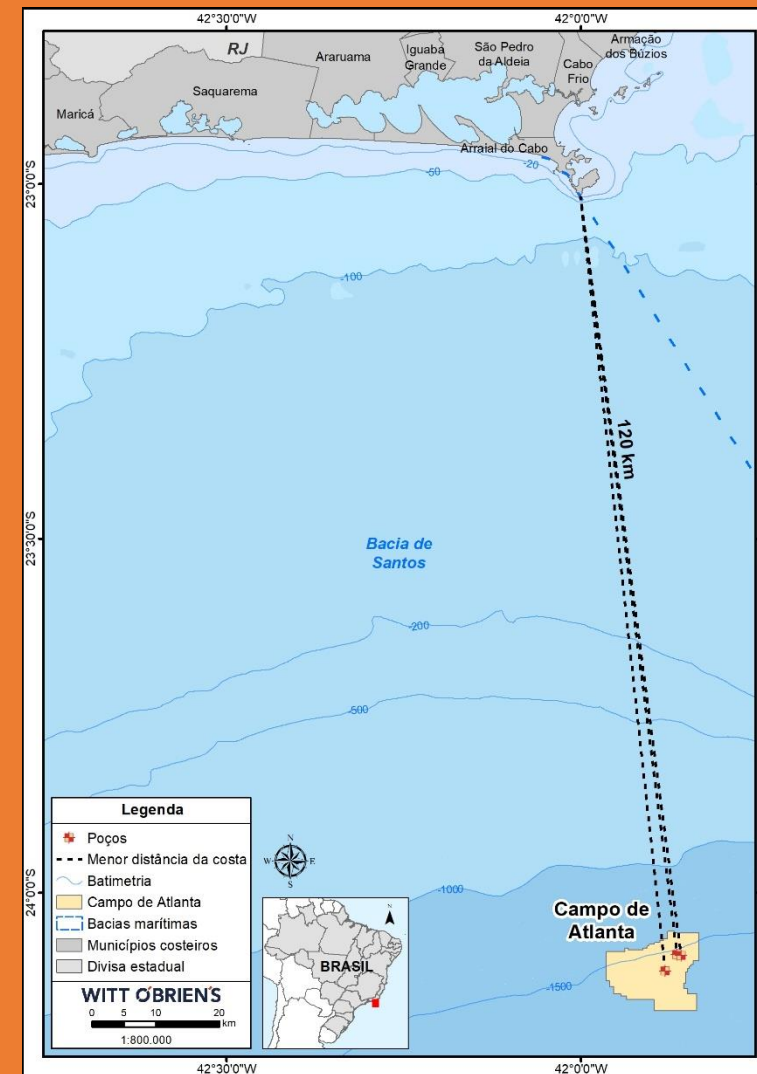 42°30'0"W
42°0'0"W
RJ
Araruama
Iguaba
Grande
São Pedro
da Aldeia
Armação
dos Búzios
Cabo
Frio
Saquarema
Maricá
Arraial do Cabo
-20
-50
23°0'0"S
-100
120 km
23°30'0"S
Bacia de
Santos
-200
-500
24°0'0"S
-1000
Campo de
Atlanta
-1500
Legenda
Poços
Menor distância da costa
Batimetria
Campo de Atlanta
Bacias marítimas
Municípios costeiros
Divisa estadual
WITT O'BRIEN'S
0 5 10 20
km
1:800.000
N
W E
S
N
BRASIL
42°30'0"W
42°0'0"W